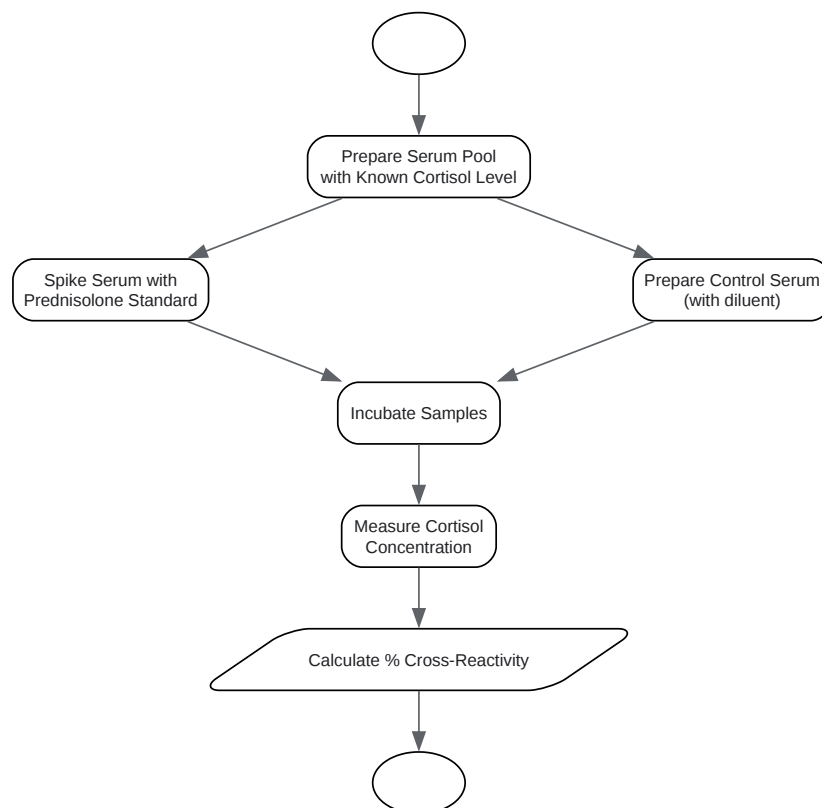 Prepare Serum Pool
with Known Cortisol Level
Spike Serum with
Prednisolone Standard
Prepare Control Serum
(with diluent)
Incubate Samples
Measure Cortisol
Concentration
Calculate % Cross-Reactivity